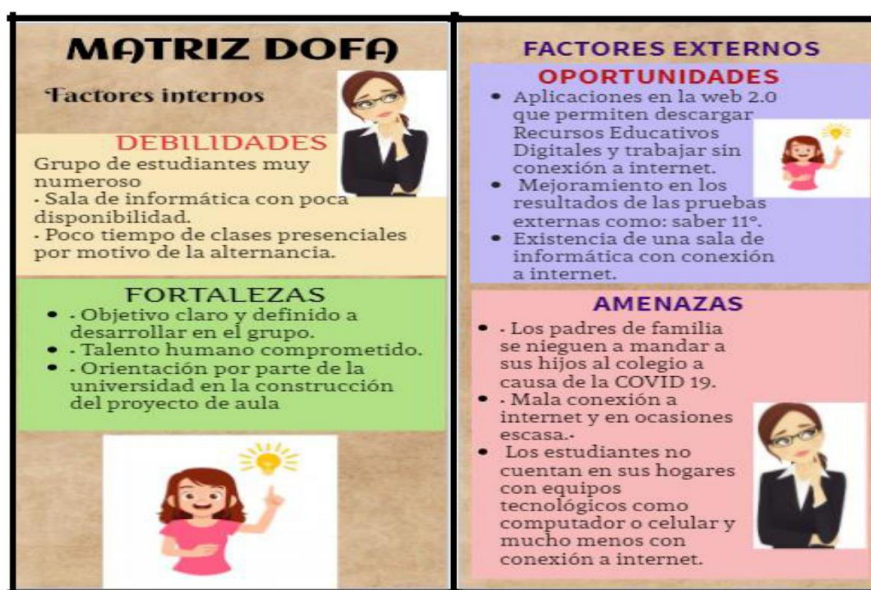 MATRIZ DOFA
Factores internos
DEBILIDADES
Grupo de estudiantes muy
numeroso
· Sala de informática con poca
disponibilidad.
· Poco tiempo de clases presenciales
por motivo de la alternancia.
FORTALEZAS
• · Objetivo claro y definido a
desarrollar en el grupo.
• · Talento humano comprometido.
• · Orientación por parte de la
universidad en la construcción
del proyecto de aula
FACTORES EXTERNOS
OPORTUNIDADES
• Aplicaciones en la web 2.0
que permiten descargar
Recursos Educativos
Digitales y trabajar sin
conexión a internet.
• Mejoramiento en los
resultados de las pruebas
externas como: saber 11°.
• Existencia de una sala de
informática con conexión
a internet.
AMENAZAS
• · Los padres de familia
se nieguen a mandar a
sus hijos al colegio a
causa de la COVID 19.
• · Mala conexión a
internet y en ocasiones
escasa.·
• Los estudiantes no
cuentan en sus hogares
con equipos
tecnológicos como
computador o celular y
mucho menos con
conexión a internet.